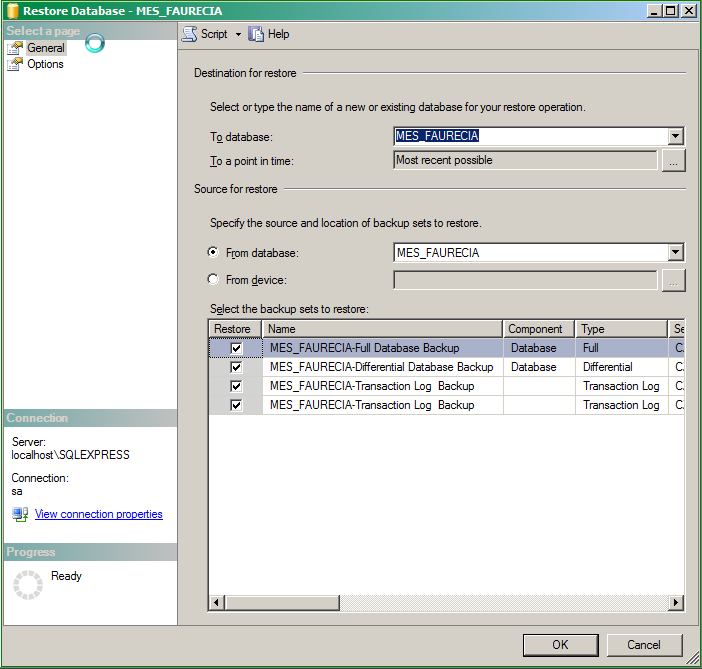 Restore Database - MES_FAURECIA
Select a page
General
Options
Script
Help
Destination for restore
Select or type the name of a new or existing database for your restore operation.
To database:
MES_FAURECIA
To a point in time:
Most recent possible
...
Source for restore
Specify the source and location of backup sets to restore.
From database:
MES_FAURECIA
From device:
...
Select the backup sets to restore:
Restore Name Component Type Se
MES_FAURECIA-Full Database Backup Database Full C.
MES_FAURECIA-Differential Database Backup Database Differential C.
MES_FAURECIA-Transaction Log Backup Transaction Log C.
MES_FAURECIA-Transaction Log Backup Transaction Log C.
Connection
Server:
localhost\SQLEXPRESS
Connection:
sa
View connection properties
Progress
Ready
OK
Cancel